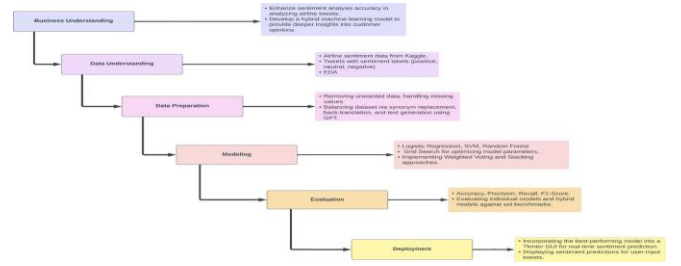 Business Understanding
• Enhance sentiment analysis accuracy in
analyzing airline tweets.
• Develop a hybrid machine learning model to
provide deeper insights into customer
opinions
Data Understanding
• Airline sentiment data from Kaggle.
• Tweets with sentiment labels (positive,
neutral, negative).
• EDA
Data Preparation
• Removing unwanted data, handling missing
values.
• Balancing dataset via synonym replacement,
back-translation, and text generation using
GPT.
Modeling
• Logistic Regression, SVM, Random Forest
• Grid Search for optimizing model parameters.
• Implementing Weighted Voting and Stacking
approaches.
Evaluation
• Accuracy, Precision, Recall, F1-Score.
• Evaluating individual models and hybrid
models against set benchmarks.
Deployment
• Incorporating the best-performing model into a
Tkinter GUI for real-time sentiment prediction.
• Displaying sentiment predictions for user-input
tweets.